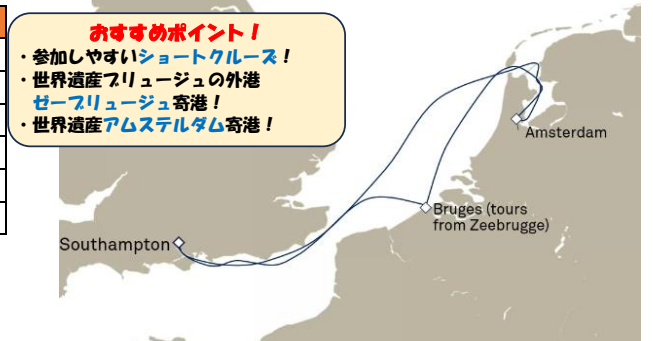 おすすめポイント！
・参加しやすいショートクルーズ！
・世界遺産ブリュージュの外港
ゼーブリュージュ寄港！
・世界遺産アムステルダム寄港！
Amsterdam
Bruges (tours
from Zeebrugge)
Southampton